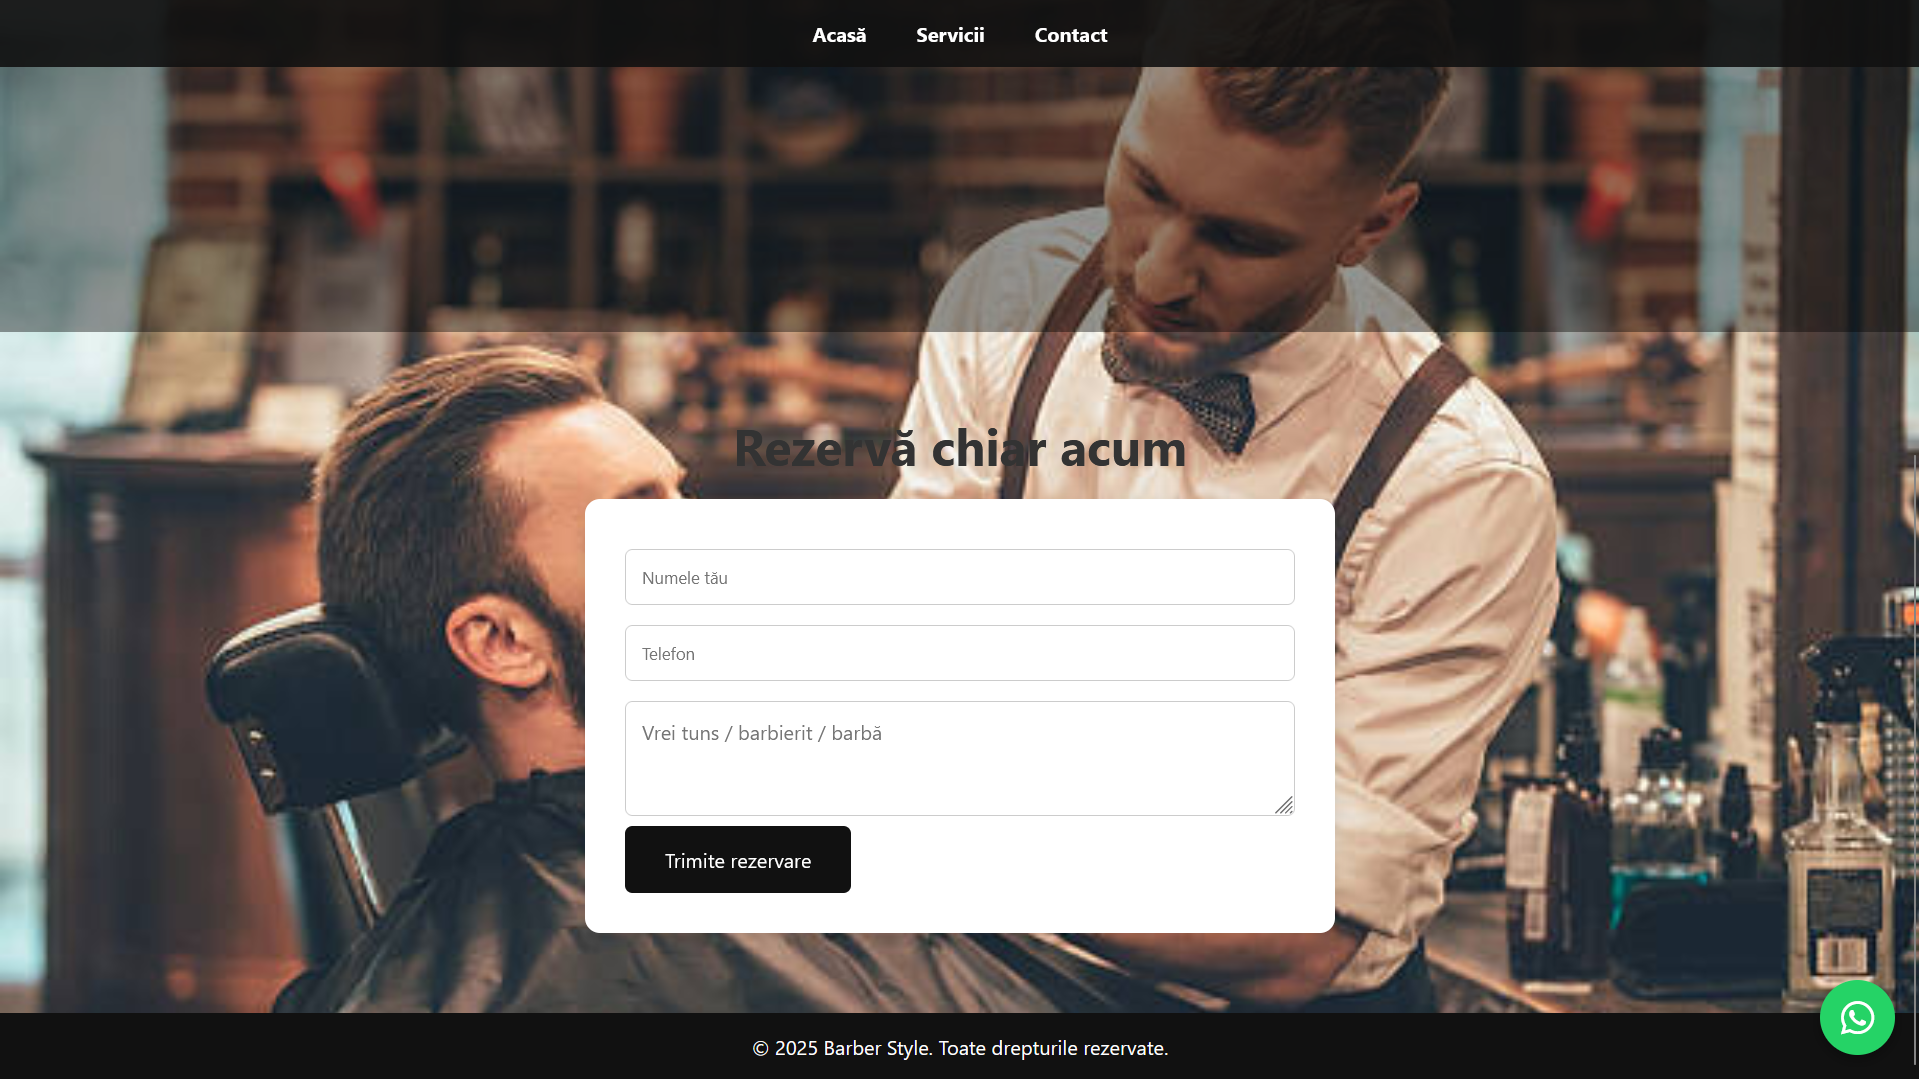 Acasă Servicii Contact
Rezervă chiar acum
Numele tău
Telefon
Vrei tuns / barbierit / barbă
Trimite rezervare
© 2025 Barber Style. Toate drepturile rezervate.